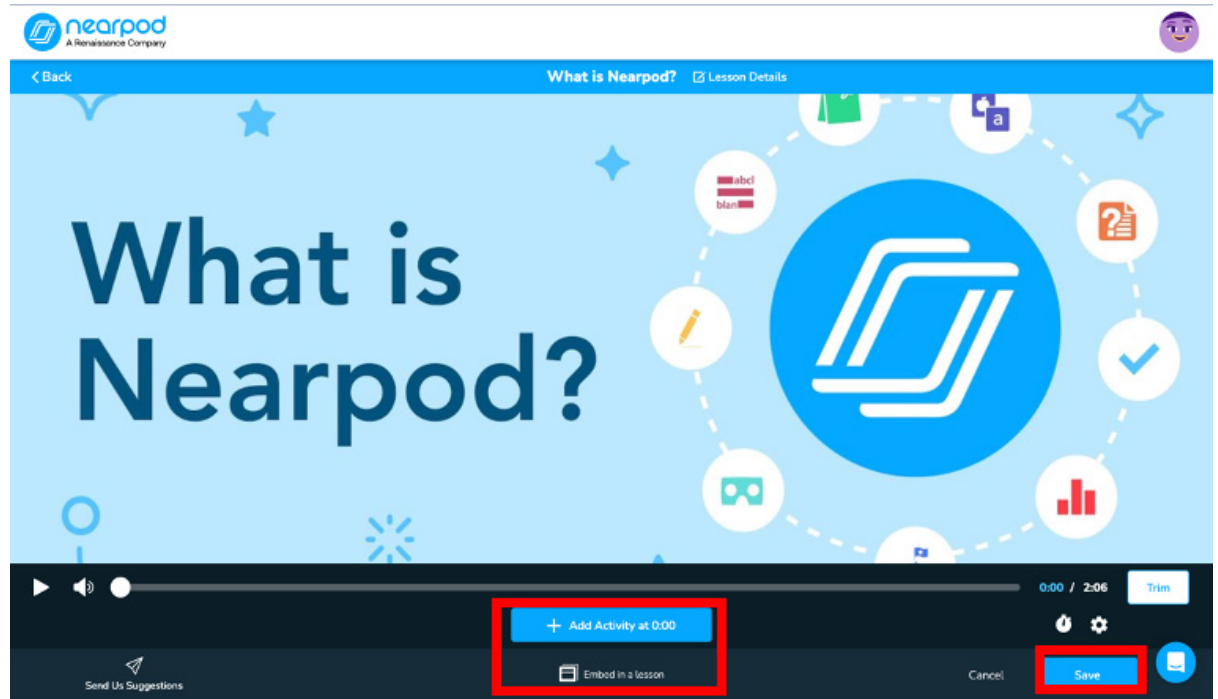 nearpod
A Renaissance Company
Back
What is Nearpod? Lesson Details
What is
Nearpod?
abcl
blan
a
?
0:00 / 2:06
Trim
+ Add Activity at 0:00
Send Us Suggestions
Embed in a lesson
Cancel
Save